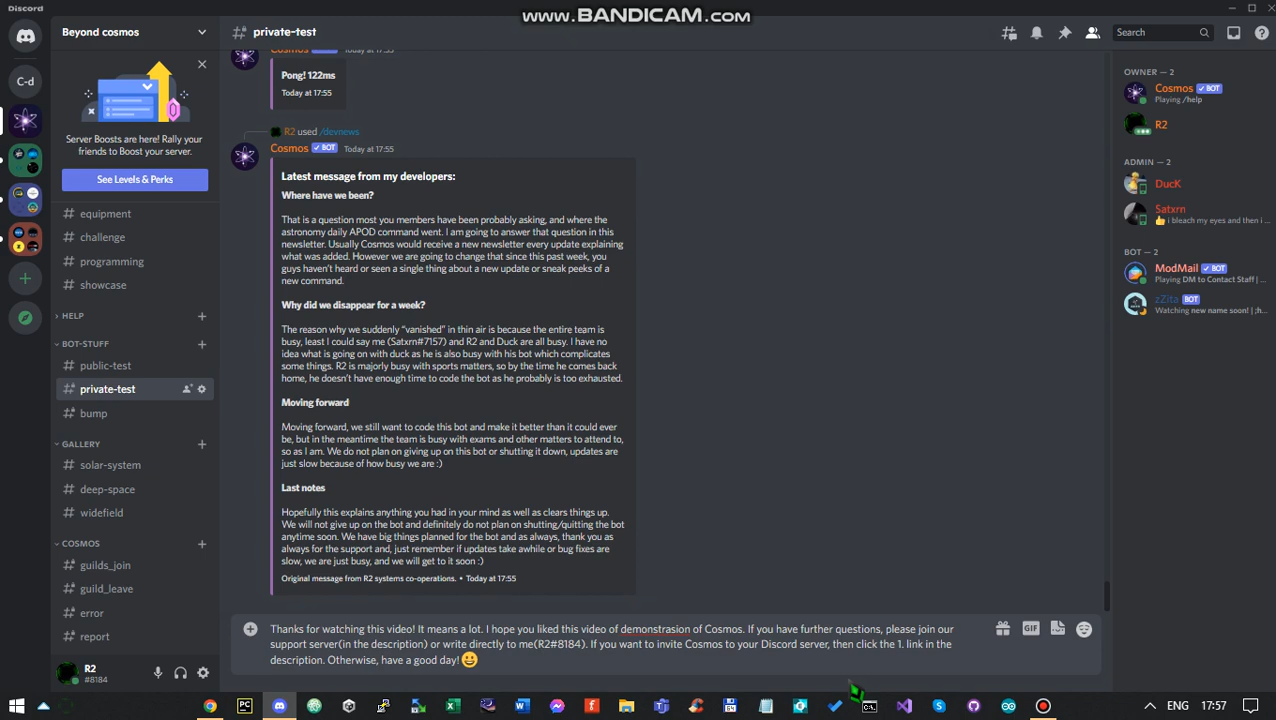 Discord
www.BANDICAM.com
Beyond cosmos
private-test
Search
C-d
Server Boosts are here! Rally your
friends to Boost your server.
See Levels & Perks
equipment
challenge
programming
showcase
HELP
BOT-STUFF
public-test
private-test
bump
GALLERY
solar-system
deep-space
widefield
COSMOS
guilds_join
guild_leave
error
report
R2
#8184
Cosmos BOT Today at 17:55
Pong! 122ms
Today at 17:55
R2 used /devnews
Cosmos BOT Today at 17:55
Latest message from my developers:
Where have we been?
That is a question most you members have been probably asking, and where the
astronomy daily APOD command went. I am going to answer that question in this
newsletter. Usually Cosmos would receive a new newsletter every update explaining
what was added. However we are going to change that since this past week, you
guys haven't heard or seen a single thing about a new update or sneak peeks of a
new command.
Why did we disappear for a week?
The reason why we suddenly "vanished" in thin air is because the entire team is
busy, least I could say me (Satxrn#7157) and R2 and Duck are all busy. I have no
idea what is going on with duck as he is also busy with his bot which complicates
some things. R2 is majorly busy with sports matters, so by the time he comes back
home, he doesn't have enough time to code the bot as he probably is too exhausted.
Moving forward
Moving forward, we still want to code this bot and make it better than it could ever
be, but in the meantime the team is busy with exams and other matters to attend to,
so as I am. We do not plan on giving up on this bot or shutting it down, updates are
just slow because of how busy we are :)
Last notes
Hopefully this explains anything you had in your mind as well as clears things up.
We will not give up on the bot and definitely do not plan on shutting/quitting the bot
anytime soon. We have big things planned for the bot and as always, thank you as
always for the support and, just remember if updates take awhile or bug fixes are
slow, we are just busy, and we will get to it soon :)
Original message from R2 systems co-operations. • Today at 17:55
Thanks for watching this video! It means a lot. I hope you liked this video of demonstrasion of Cosmos. If you have further questions, please join our
support server(in the description) or write directly to me(R2#8184). If you want to invite Cosmos to your Discord server, then click the 1. link in the
description. Otherwise, have a good day!
GIF
OWNER — 2
Cosmos BOT
Playing /help
R2
ADMIN — 2
DucK
Satxrn
i bleach my eyes and then i ...
BOT — 2
ModMail BOT
Playing DM to Contact Staff | ...
zZita BOT
Watching new name soon! | ;h...
ENG 17:57